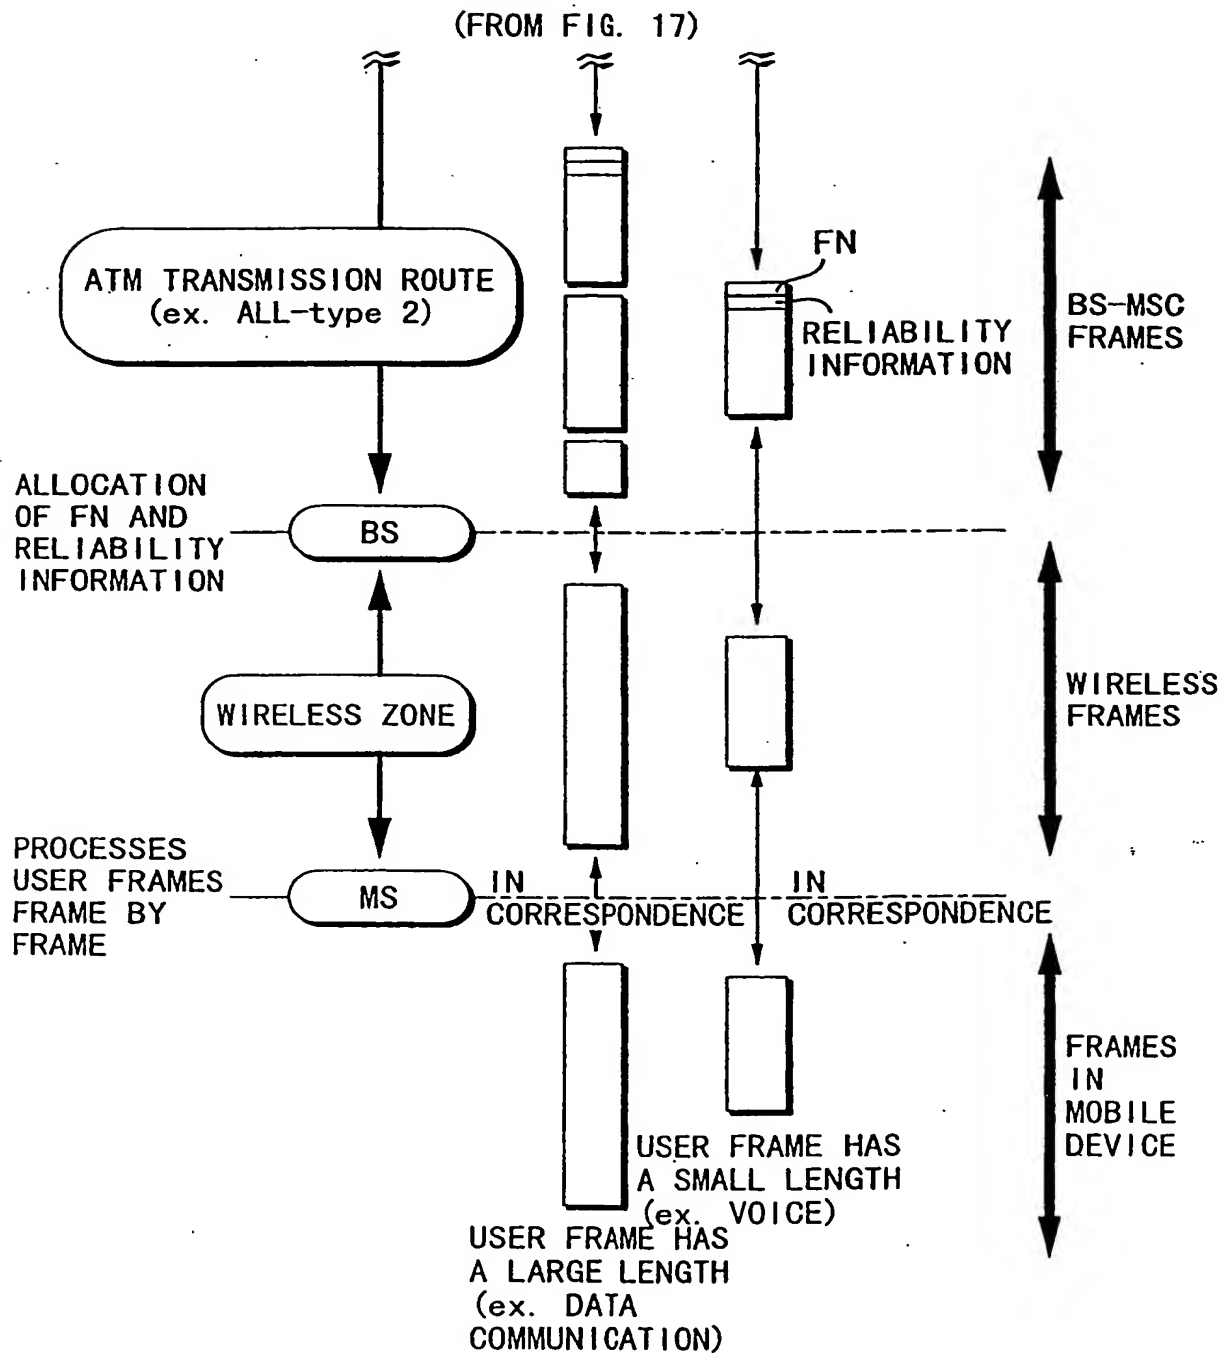 (FROM FIG. 17)
ATM TRANSMISSION ROUTE
(ex. ALL-type 2)
FN
RELIABILITY
INFORMATION
BS-MSC
FRAMES
ALLOCATION
OF FN AND
RELIABILITY
INFORMATION
BS
WIRELESS ZONE
WIRELESS
FRAMES
PROCESSES
USER FRAMES
FRAME BY
FRAME
MS
IN
CORRESPONDENCE
IN
CORRESPONDENCE
FRAMES
IN
MOBILE
DEVICE
USER FRAME HAS
A SMALL LENGTH
(ex. VOICE)
USER FRAME HAS
A LARGE LENGTH
(ex. DATA
COMMUNICATION)